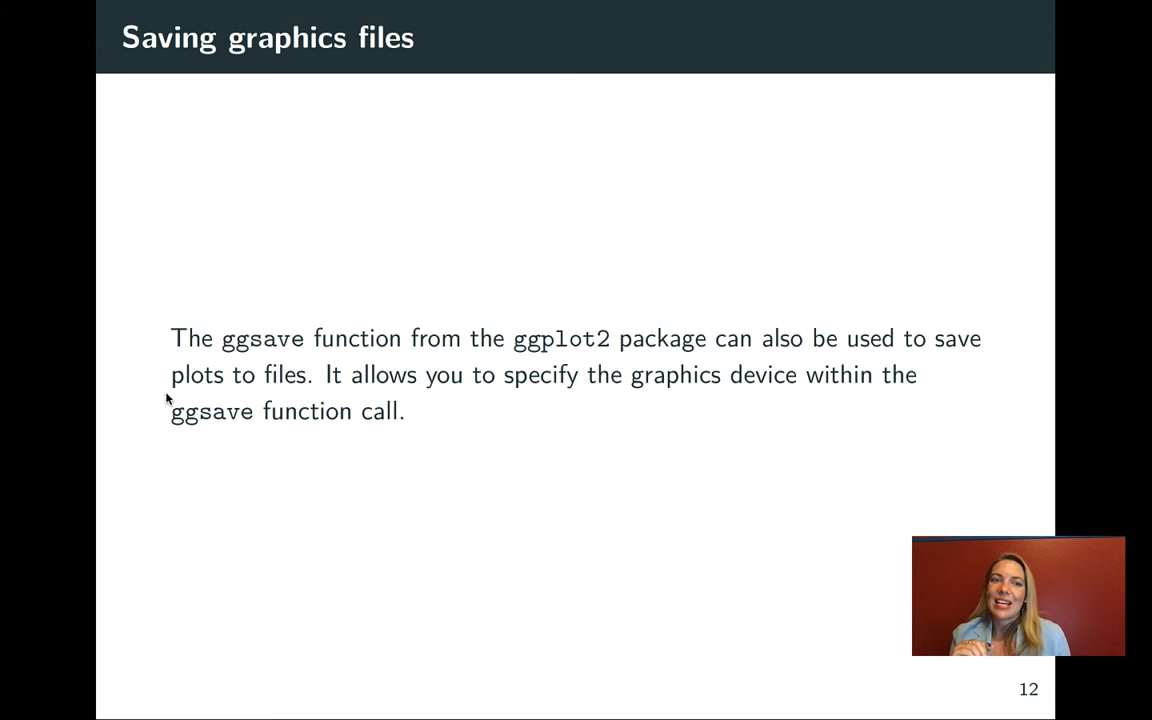 Saving graphics files
The ggsave function from the ggplot2 package can also be used to save
plots to files. It allows you to specify the graphics device within the
ggsave function call.
12